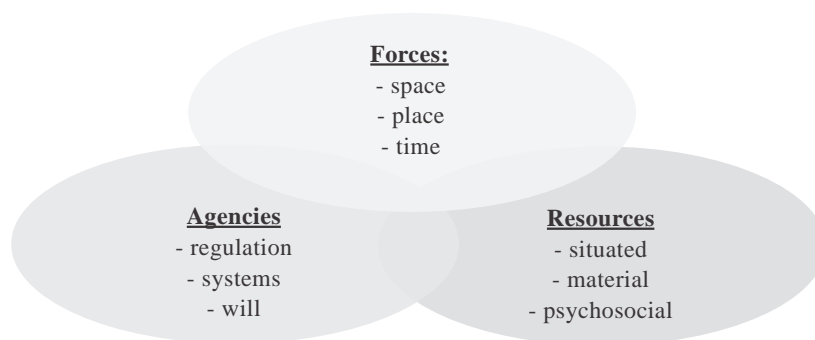 Forces:
- space
- place
- time
Agencies
- regulation
- systems
- will
Resources
- situated
- material
- psychosocial